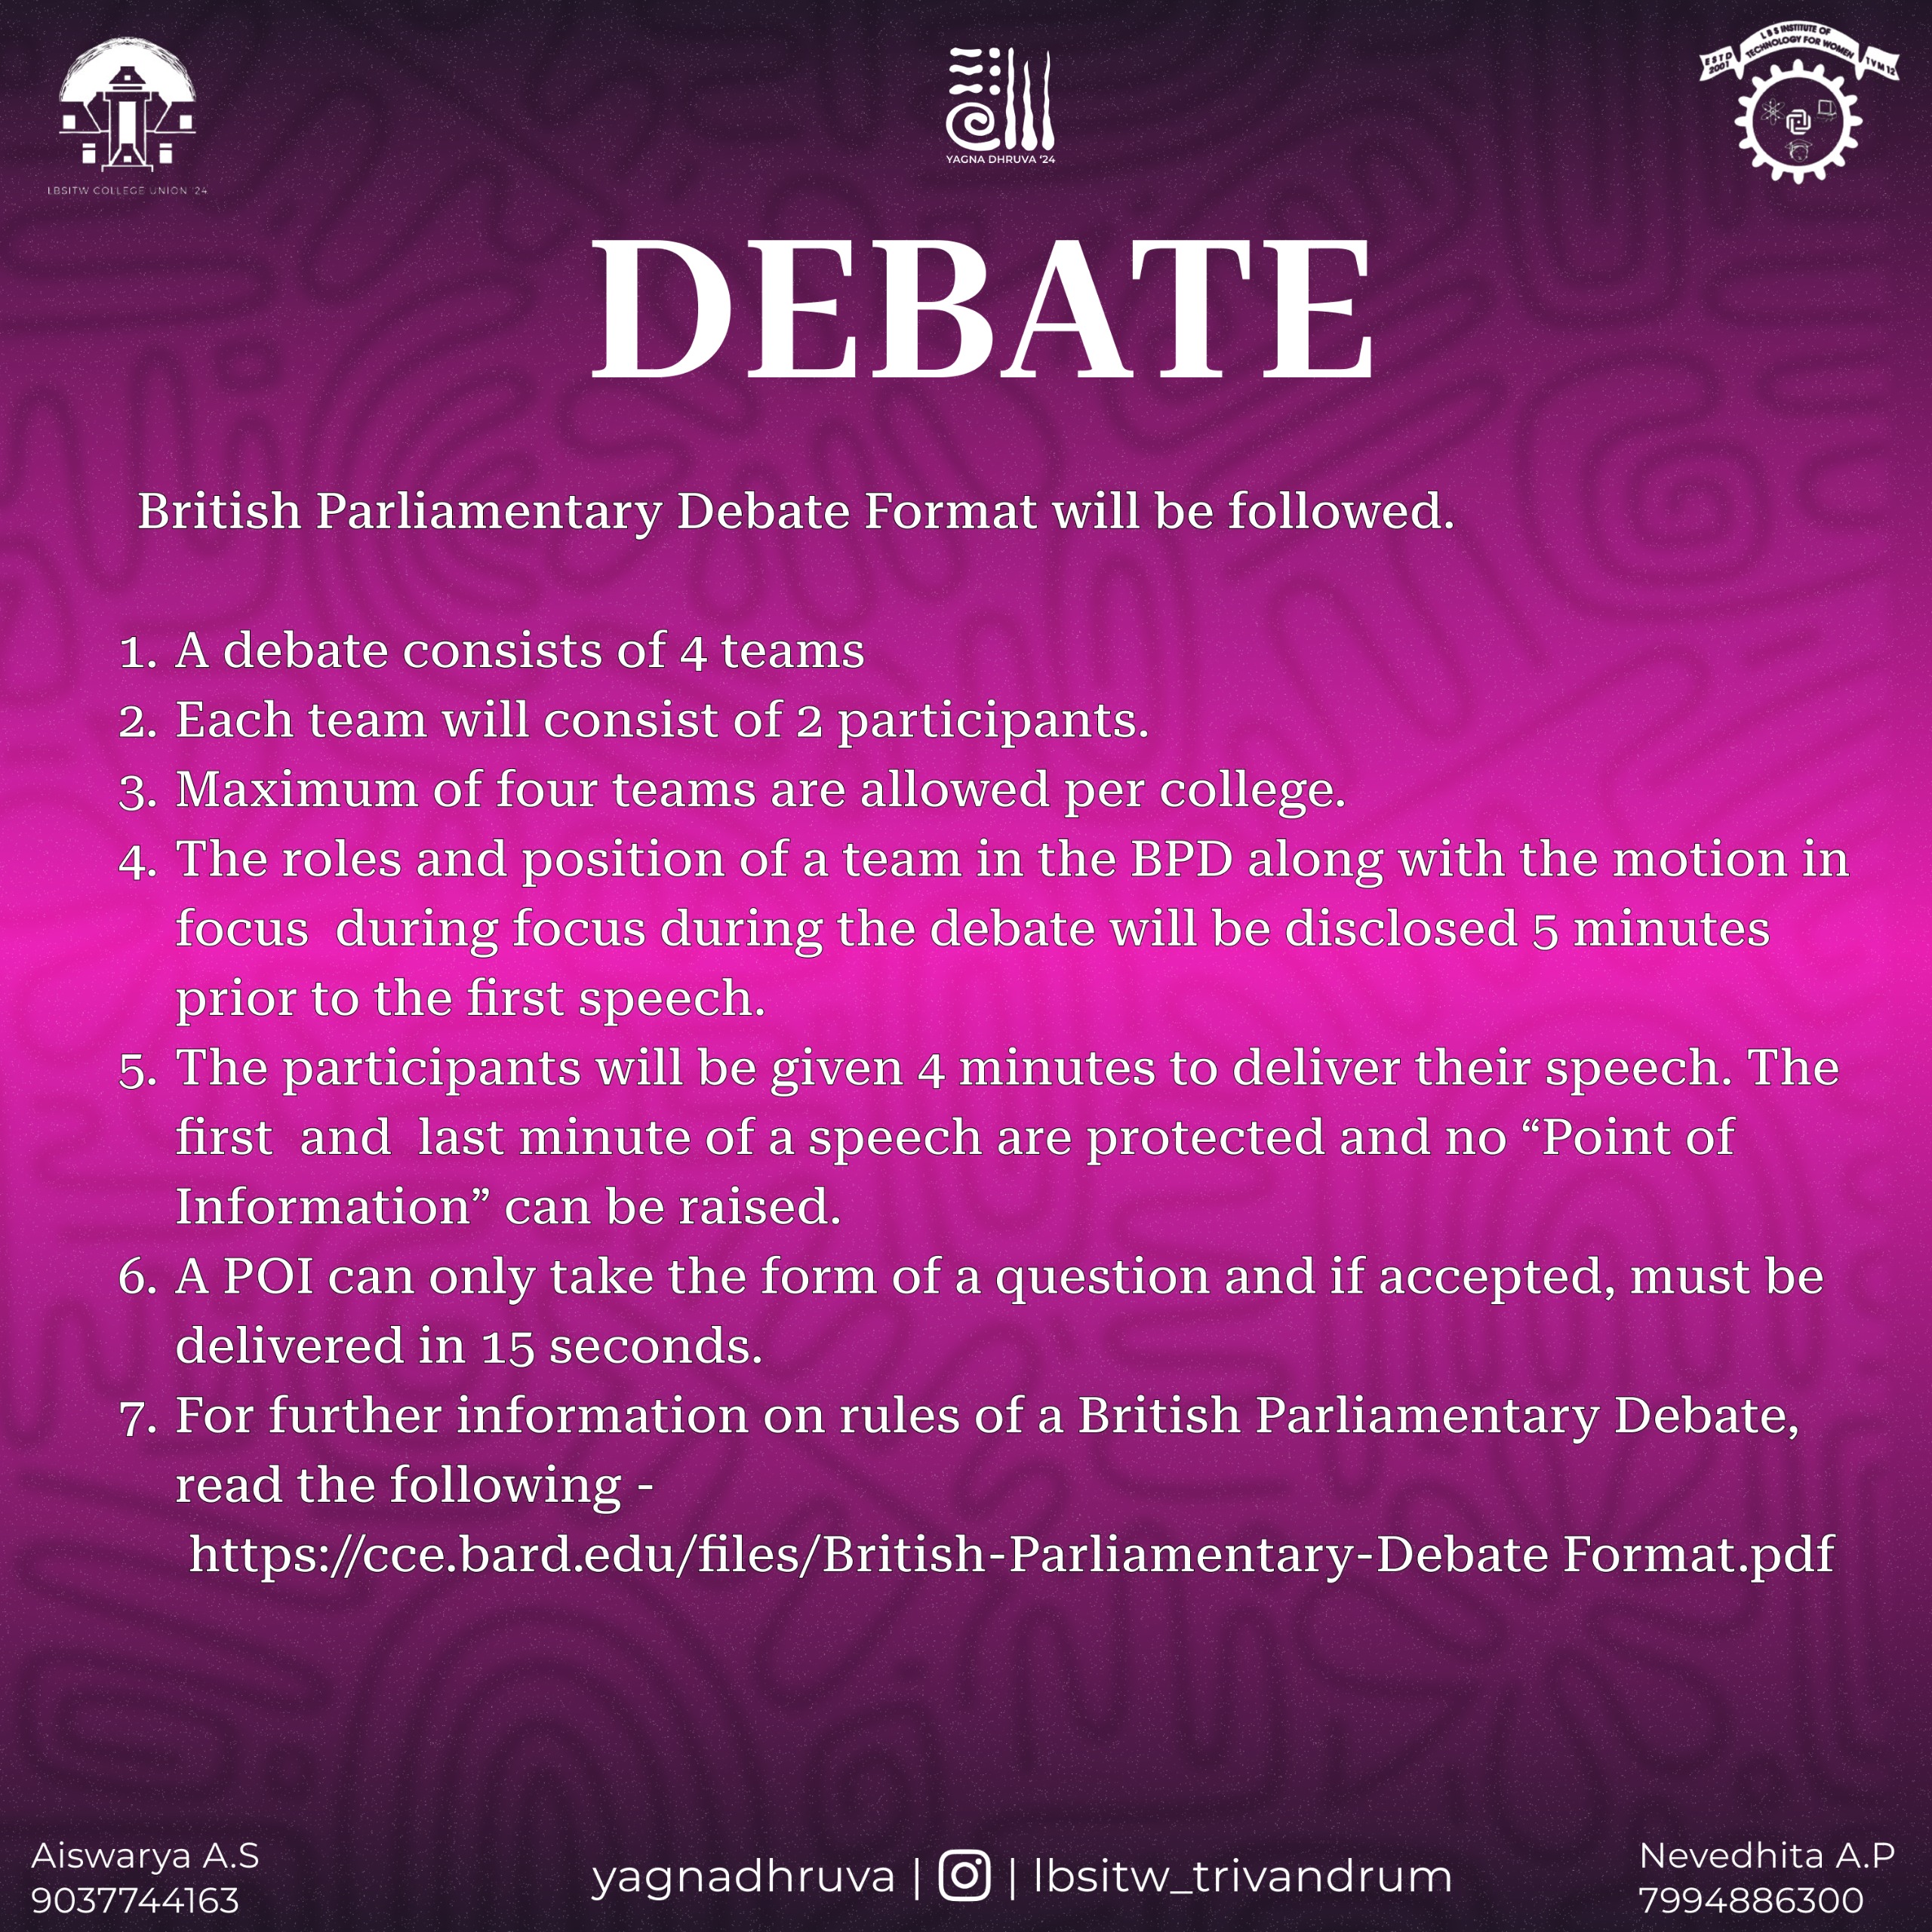 LBSITW COLLEGE UNION '24
YAGNA DHRUVA '24
ESTD 2001
LBS INSTITUTE OF
TECHNOLOGY FOR WOMEN
TVM 12
DEBATE
British Parliamentary Debate Format will be followed.
1. A debate consists of 4 teams
2. Each team will consist of 2 participants.
3. Maximum of four teams are allowed per college.
4. The roles and position of a team in the BPD along with the motion in
focus during focus during the debate will be disclosed 5 minutes
prior to the first speech.
5. The participants will be given 4 minutes to deliver their speech. The
first and last minute of a speech are protected and no “Point of
Information” can be raised.
6. A POI can only take the form of a question and if accepted, must be
delivered in 15 seconds.
7. For further information on rules of a British Parliamentary Debate,
read the following -
https://cce.bard.edu/files/British-Parliamentary-Debate Format.pdf
Aiswarya A.S
9037744163
yagnadhruva | | lbsitw_trivandrum
Nevedhita A.P
7994886300